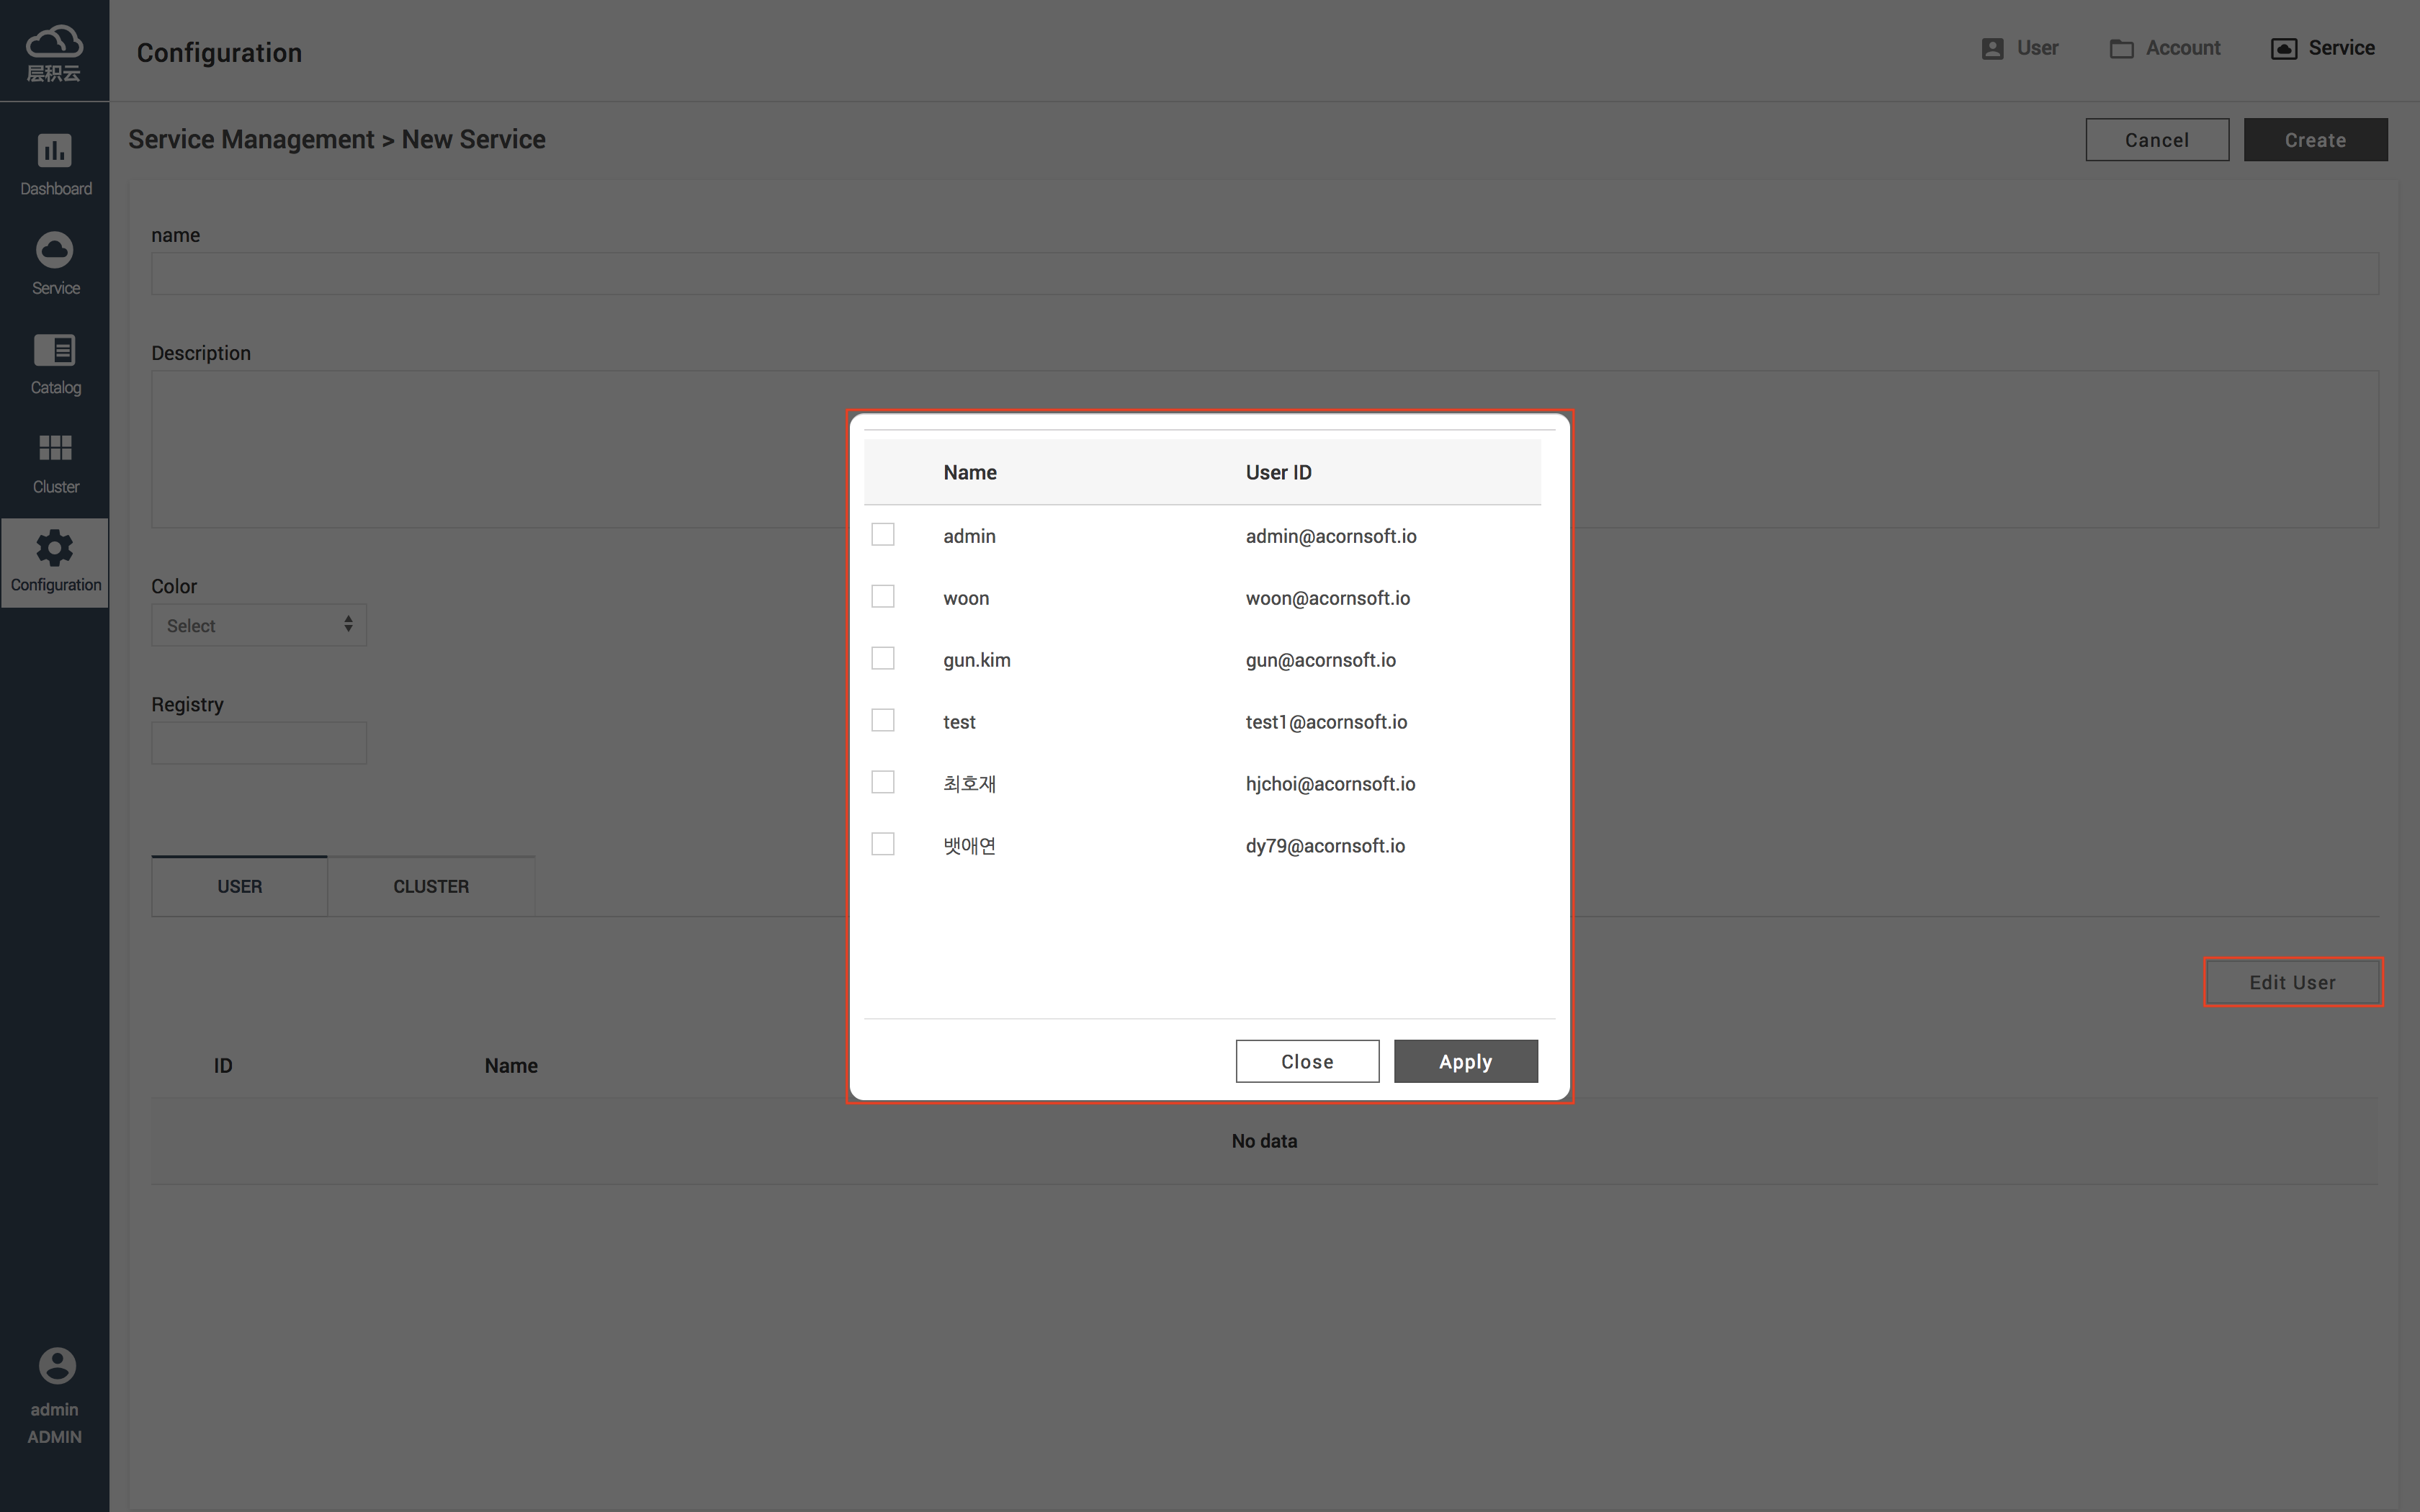 层积云
Configuration
User
Account
Service
Service Management > New Service
Cancel
Create
Dashboard
Service
Catalog
Cluster
Configuration
name
Description
Color
Select
Registry
USER
CLUSTER
Edit User
ID
Name
No data
Name
User ID
admin
admin@acornsoft.io
woon
woon@acornsoft.io
gun.kim
gun@acornsoft.io
test
test1@acornsoft.io
최호재
hjchoi@acornsoft.io
뱃애연
dy79@acornsoft.io
Close
Apply
admin
ADMIN